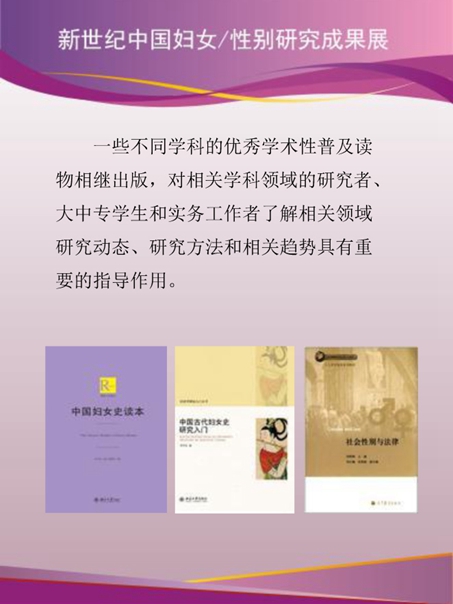 新世纪中国妇女/性别研究成果展
一些不同学科的优秀学术性普及读
物相继出版，对相关学科领域的研究者、
大中专学生和实务工作者了解相关领域
研究动态、研究方法和相关趋势具有重
要的指导作用。
R
中国妇女史读本
中国古代妇女史
研究入门
社会性别与法律